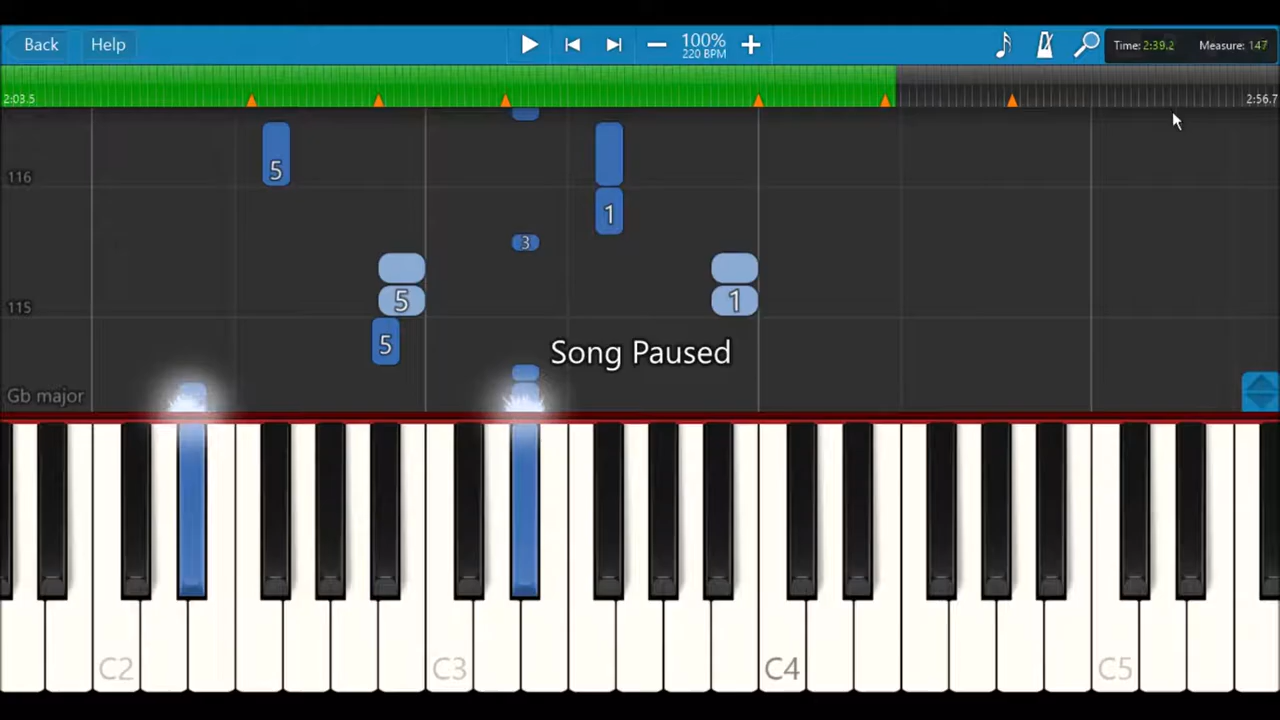 Back Help 100% Time: 2:39.2 Measure: 147
220 BPM
2:03.5 2:56.7
5
116
1
3
5 1
115
5
Song Paused
Gb major
C2 C3 C4 C5